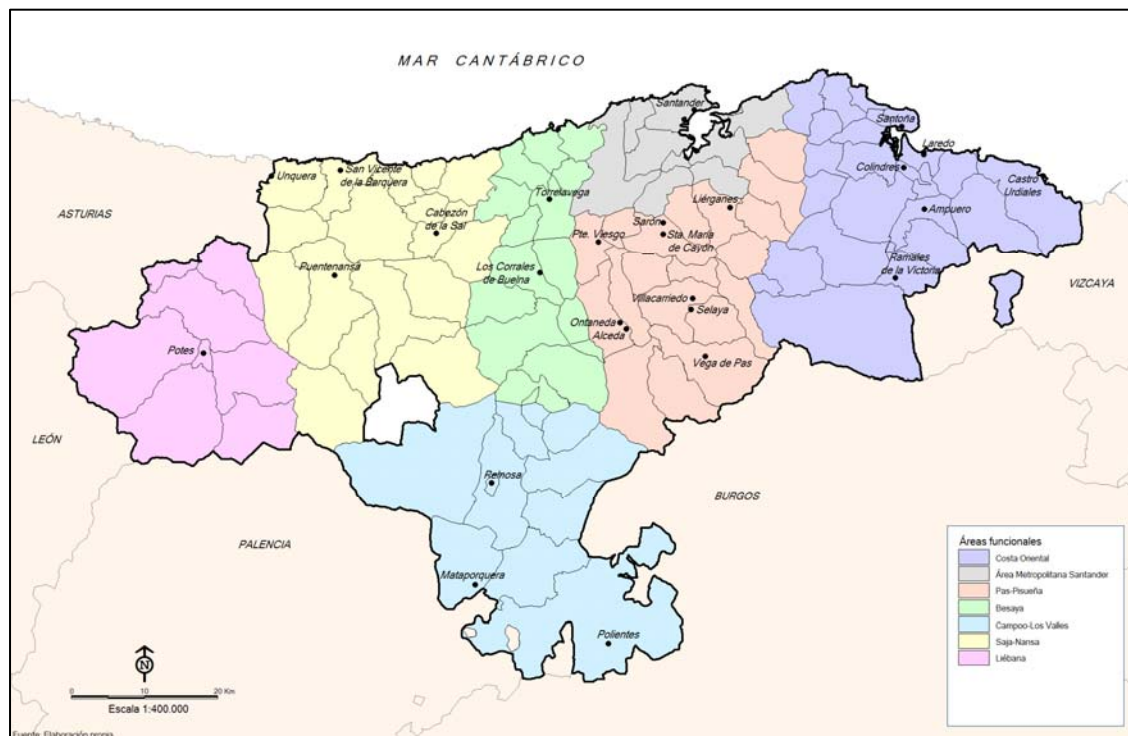 MAR CANTÁBRICO
Santander
Santoña
Laredo
Colindres
Castro
Urdiales
Unquera
San Vicente
de la Barquera
Torrelavega
Liérganes
Ampuero
ASTURIAS
Cabezón
de la Sal
Sarón
Pte. Viesgo
Sta. María
de Cayón
Puentenansa
Los Corrales
de Buelna
Ramales
de la Victoria
VIZCAYA
Villacarriedo
Selaya
Ontaneda
Alceda
Potes
Vega de Pas
LEÓN
Reinosa
BURGOS
PALENCIA
Mataporquera
Polientes
Áreas funcionales
Costa Oriental
Área Metropolitana Santander
Pas-Pisueña
Besaya
Campoo-Los Valles
Saja-Nansa
Liébana
N
0 10 20 Km
Escala 1:400.000
Fuente: Elaboración propia